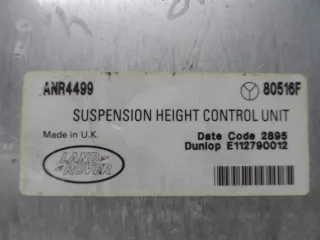 ANR4499 80516F
SUSPENSION HEIGHT CONTROL UNIT
Made in U.K. Date Code 2895
Dunlop E112790012
LAND ROVER